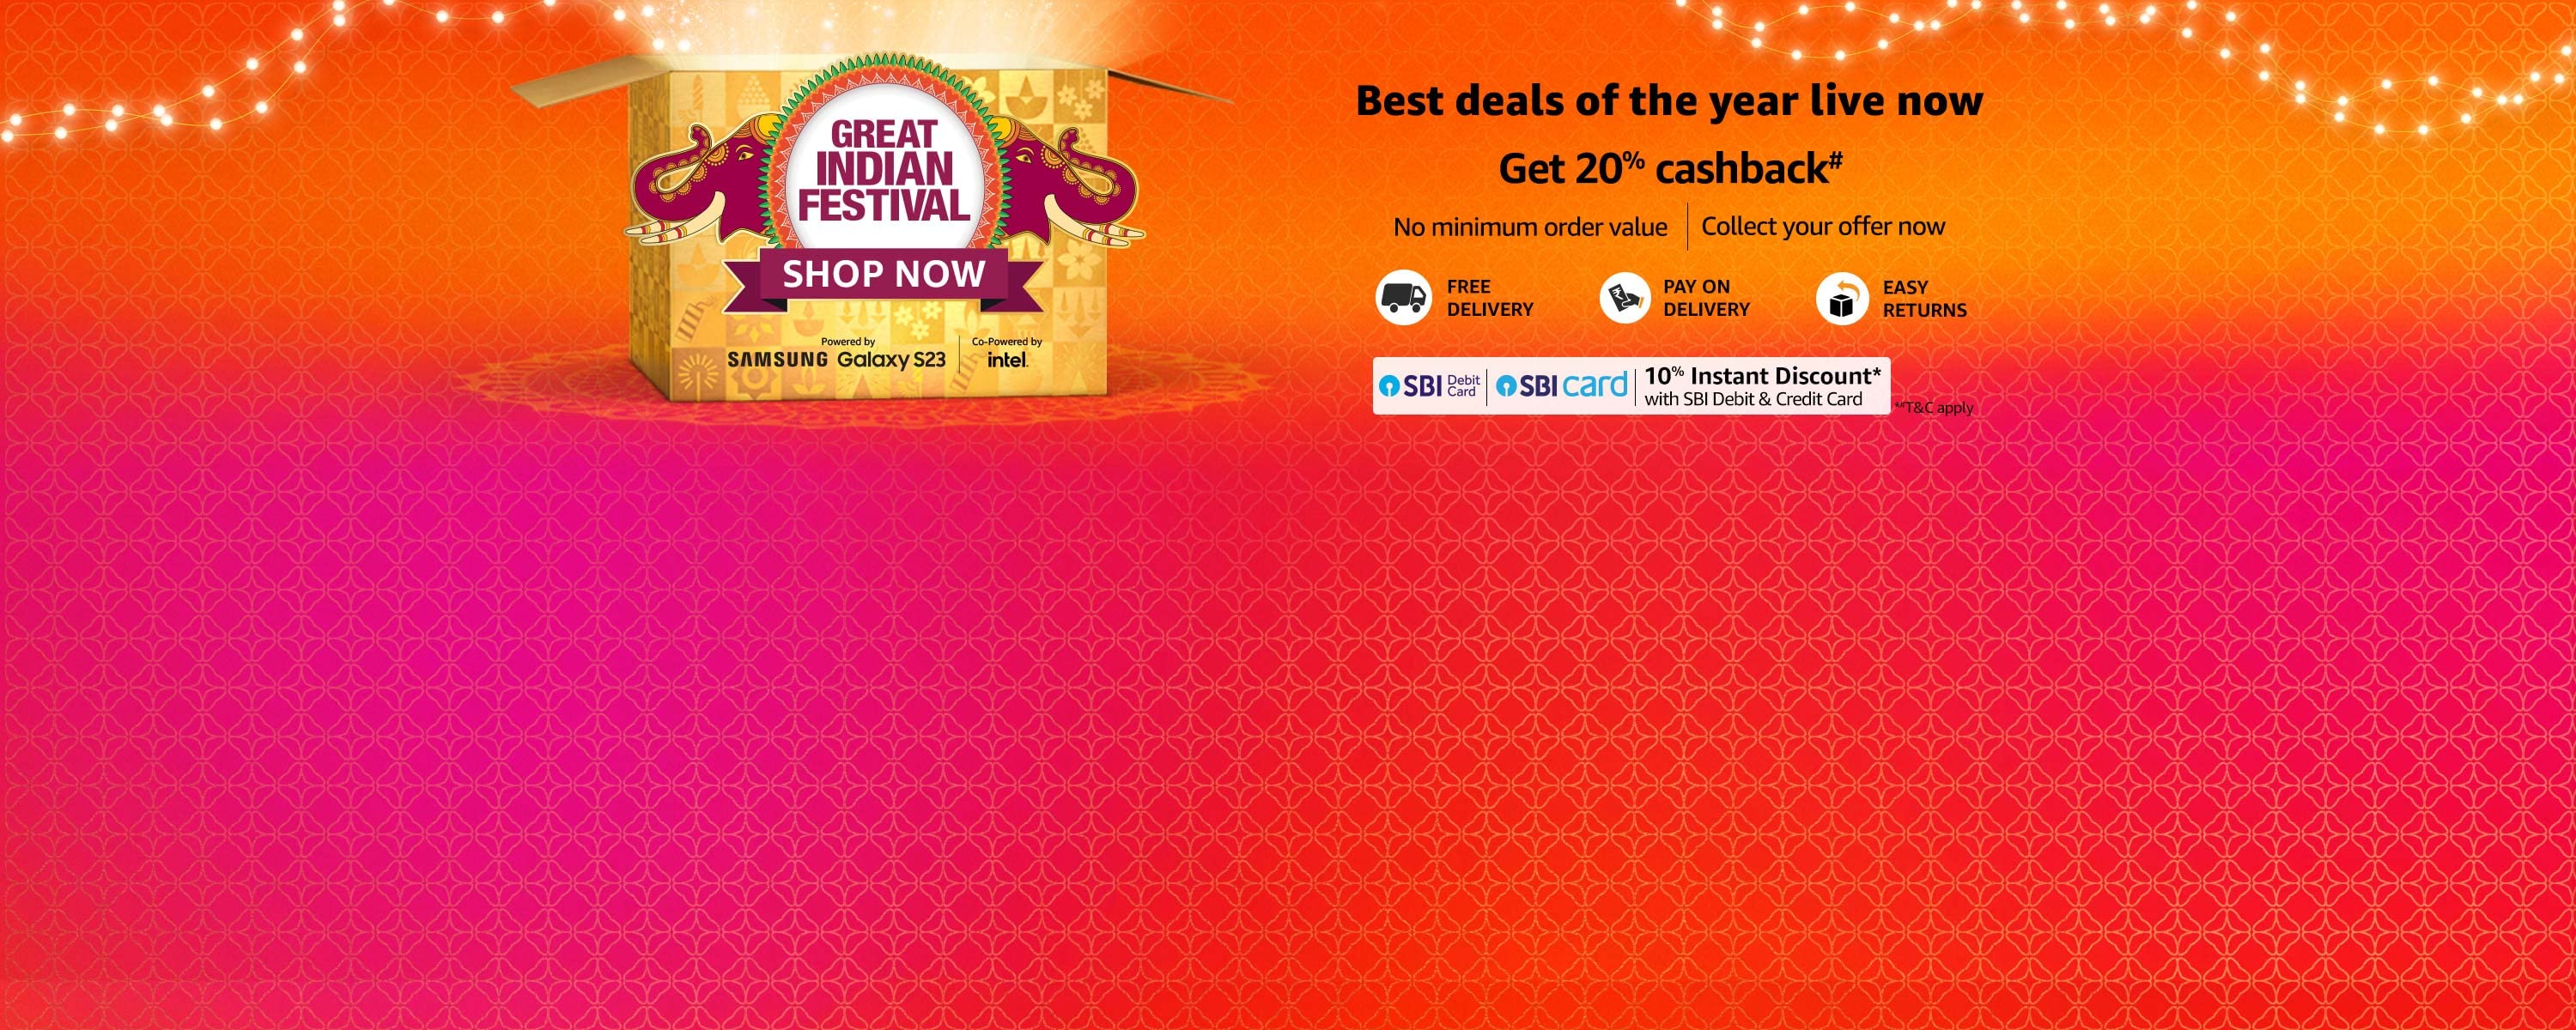 GREAT
INDIAN
FESTIVAL
SHOP NOW
Powered by
SAMSUNG Galaxy S23
Co-Powered by
intel.
Best deals of the year live now
Get 20% cashback#
No minimum order value
Collect your offer now
FREE
DELIVERY
PAY ON
DELIVERY
EASY
RETURNS
SBI Debit
Card
SBI card
10% Instant Discount*
with SBI Debit & Credit Card
*#T&C apply